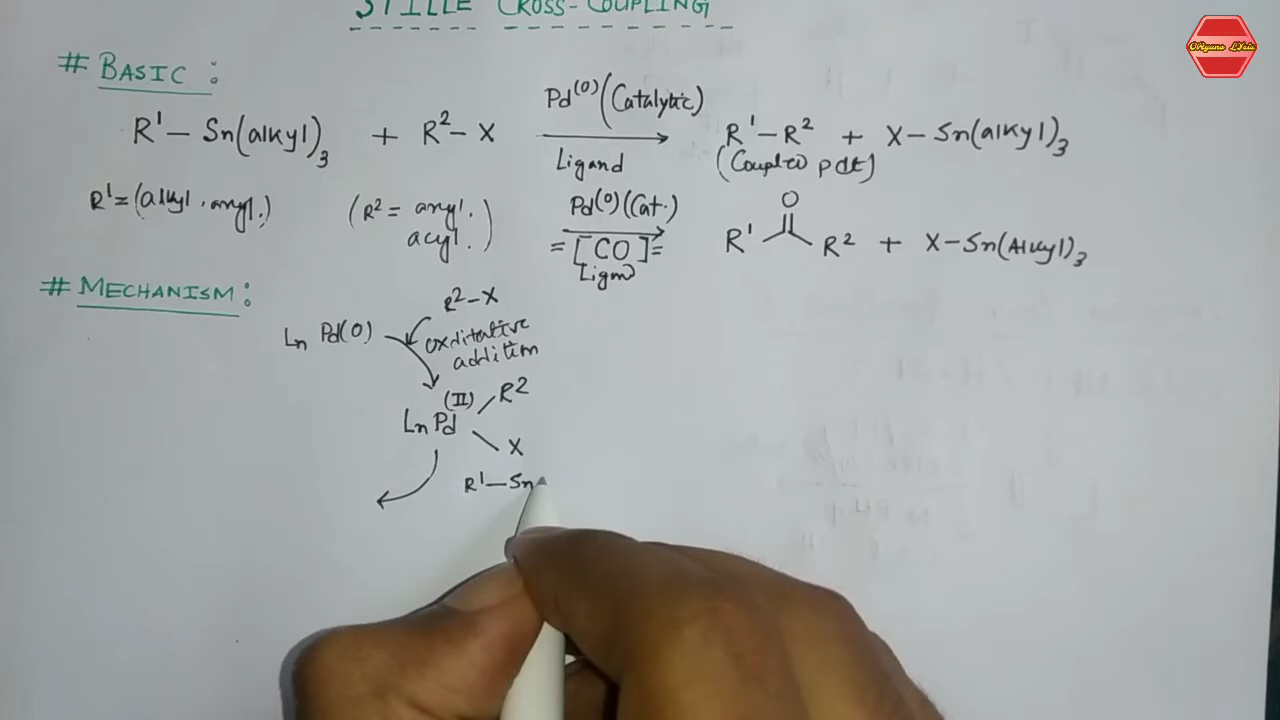 STILLE CROSS-COUPLING
# BASIC :
R¹ — Sn(alkyl)₃ + R² - X Pd⁽⁰⁾(Catalytic) Ligand R¹ - R² + X - Sn(alkyl)₃
(Coupled pdt)
R¹ = (alkyl, aryl.) (R² = aryl. acyl.) Pd⁽⁰⁾(Cat.) = [CO] = O R¹ R² + X - Sn(Alkyl)₃
# MECHANISM :
R² - X
Ln Pd(0)
addition
(II) R²
Ln Pd
X
R¹ — Sn